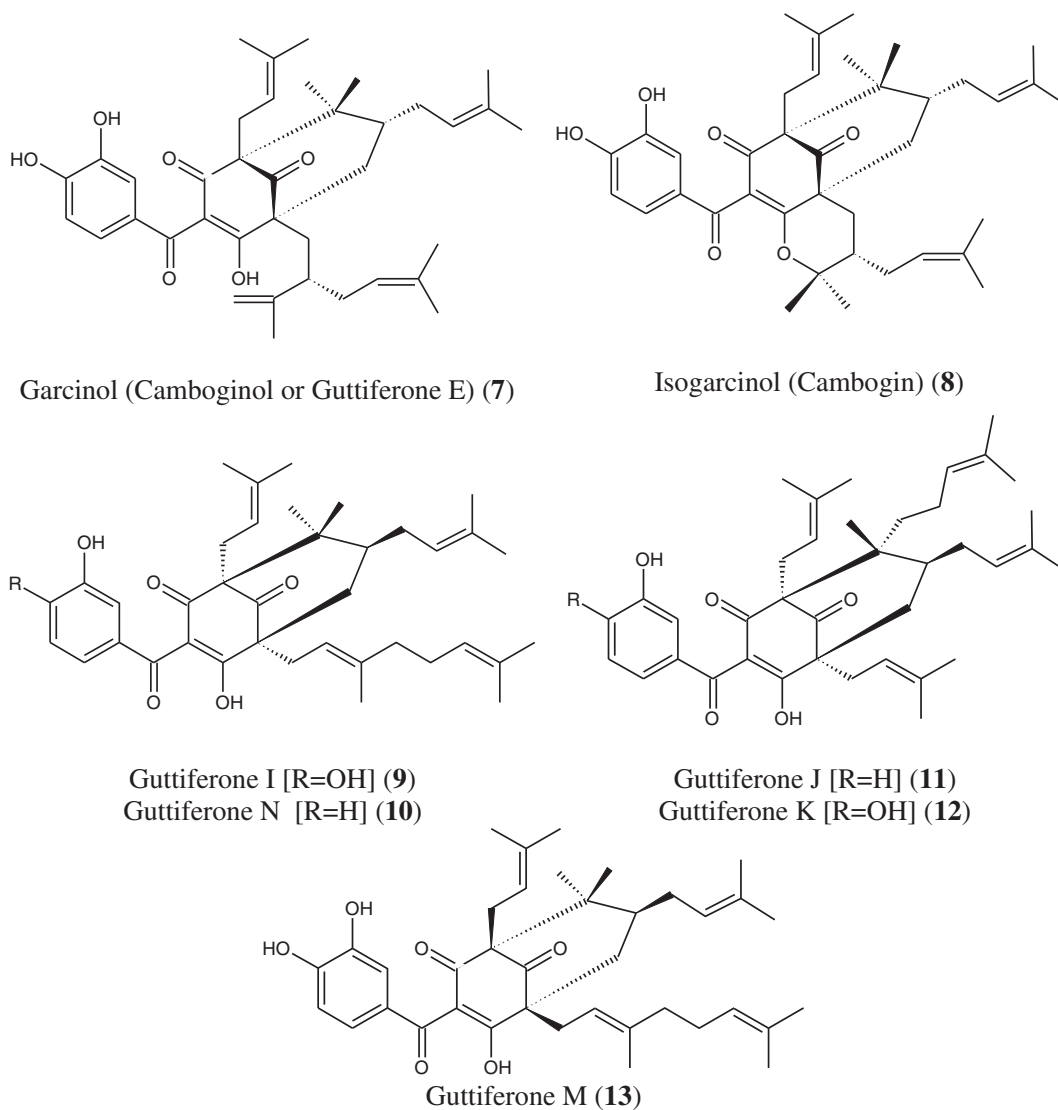 OH
HO
O
O
O
OH
Garcinol (Camboginol or Guttiferone E) (7)
OH
HO
O
O
O
O
Isogarcinol (Cambogin) (8)
OH
R
O
O
O
OH
Guttiferone I [R=OH] (9)
Guttiferone N [R=H] (10)
OH
R
O
O
O
OH
Guttiferone J [R=H] (11)
Guttiferone K [R=OH] (12)
OH
HO
O
O
O
OH
Guttiferone M (13)